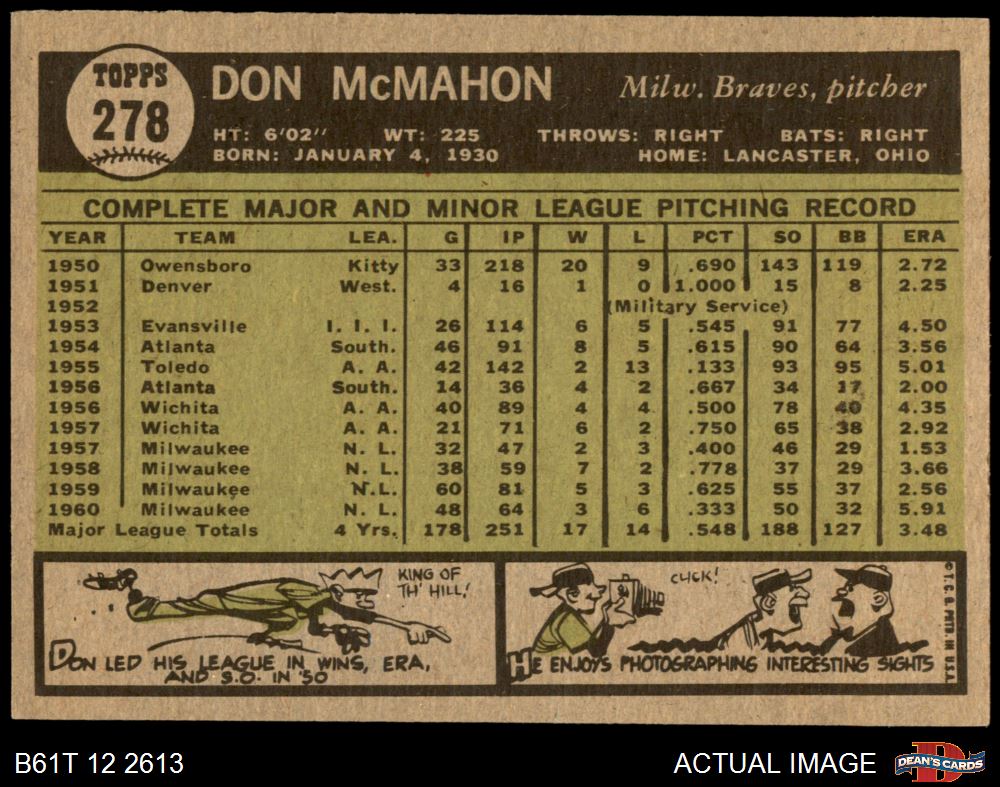 TOPPS
278
DON McMAHON
Milw. Braves, pitcher
HT: 6'02" WT: 225 THROWS: RIGHT BATS: RIGHT
BORN: JANUARY 4, 1930 HOME: LANCASTER, OHIO
COMPLETE MAJOR AND MINOR LEAGUE PITCHING RECORD
YEAR TEAM LEA. G IP W L PCT SO BB ERA
1950 Owensboro Kitty 33 218 20 9 .690 143 119 2.72
1951 Denver West. 4 16 1 0 1.000 15 8 2.25
1952 (Military Service)
1953 Evansville I. I. I. 26 114 6 5 .545 91 77 4.50
1954 Atlanta South. 46 91 8 5 .615 90 64 3.56
1955 Toledo A. A. 42 142 2 13 .133 93 95 5.01
1956 Atlanta South. 14 36 4 2 .667 34 17 2.00
1956 Wichita A. A. 40 89 4 4 .500 78 40 4.35
1957 Wichita A. A. 21 71 6 2 .750 65 38 2.92
1957 Milwaukee N. L. 32 47 2 3 .400 46 29 1.53
1958 Milwaukee N. L. 38 59 7 2 .778 37 29 3.66
1959 Milwaukee N.L. 60 81 5 3 .625 55 37 2.56
1960 Milwaukee N. L. 48 64 3 6 .333 50 32 5.91
Major League Totals 4 Yrs. 178 251 17 14 .548 188 127 3.48
KING OF
TH' HILL!
DON LED HIS LEAGUE IN WINS, ERA,
AND S.O. IN '50
CLICK!
HE ENJOYS PHOTOGRAPHING INTERESTING SIGHTS
© T. C. G. PRTD. IN U.S.A.
B61T 12 2613
ACTUAL IMAGE
DEAN'S CARDS